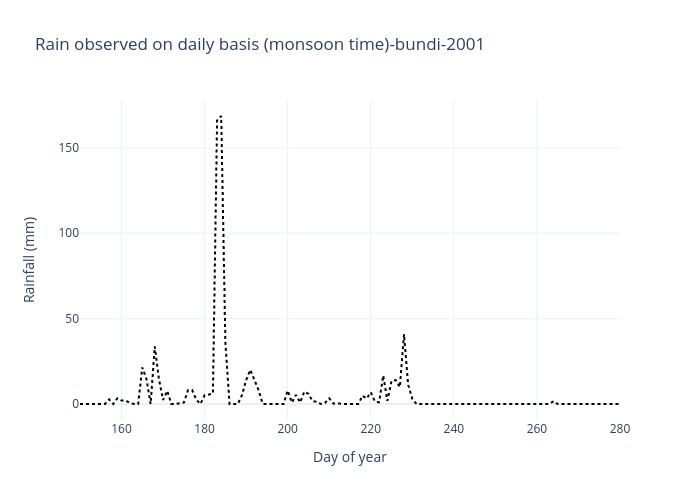 Rain observed on daily basis (monsoon time)-bundi-2001
150
100
50
0
Rainfall (mm)
160 180 200 220 240 260 280
Day of year